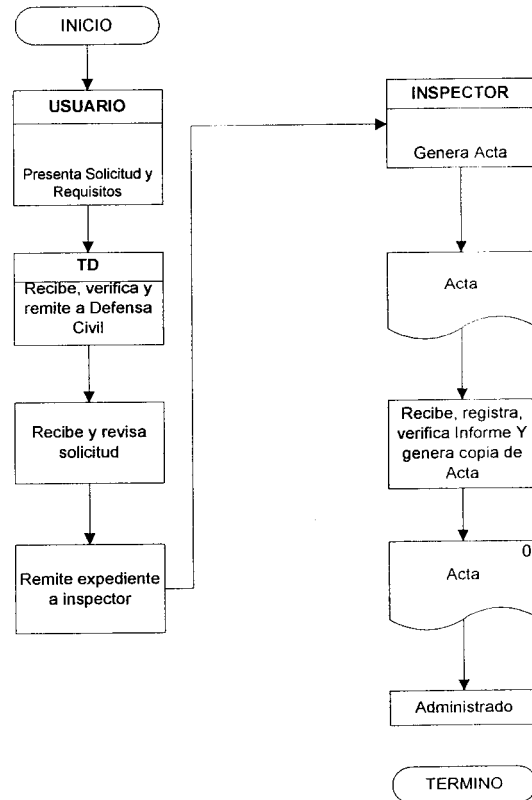 INICIO
USUARIO
Presenta Solicitud y
Requisitos
TD
Recibe, verifica y
remite a Defensa
Civil
Recibe y revisa
solicitud
Remite expediente
a inspector
INSPECTOR
Genera Acta
Acta
Recibe, registra,
verifica Informe Y
genera copia de
Acta
0
Acta
Administrado
TERMINO